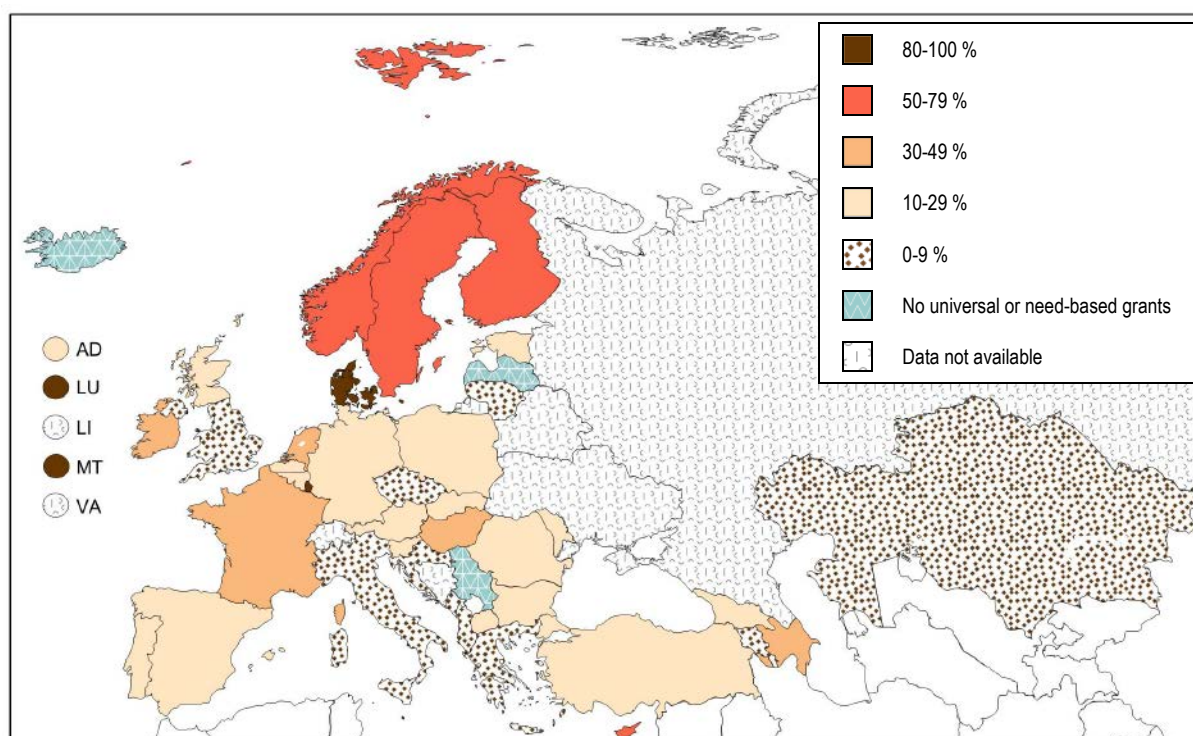 80-100 %
50-79 %
30-49 %
10-29 %
0-9 %
No universal or need-based grants
Data not available
AD
LU
LI
MT
VA